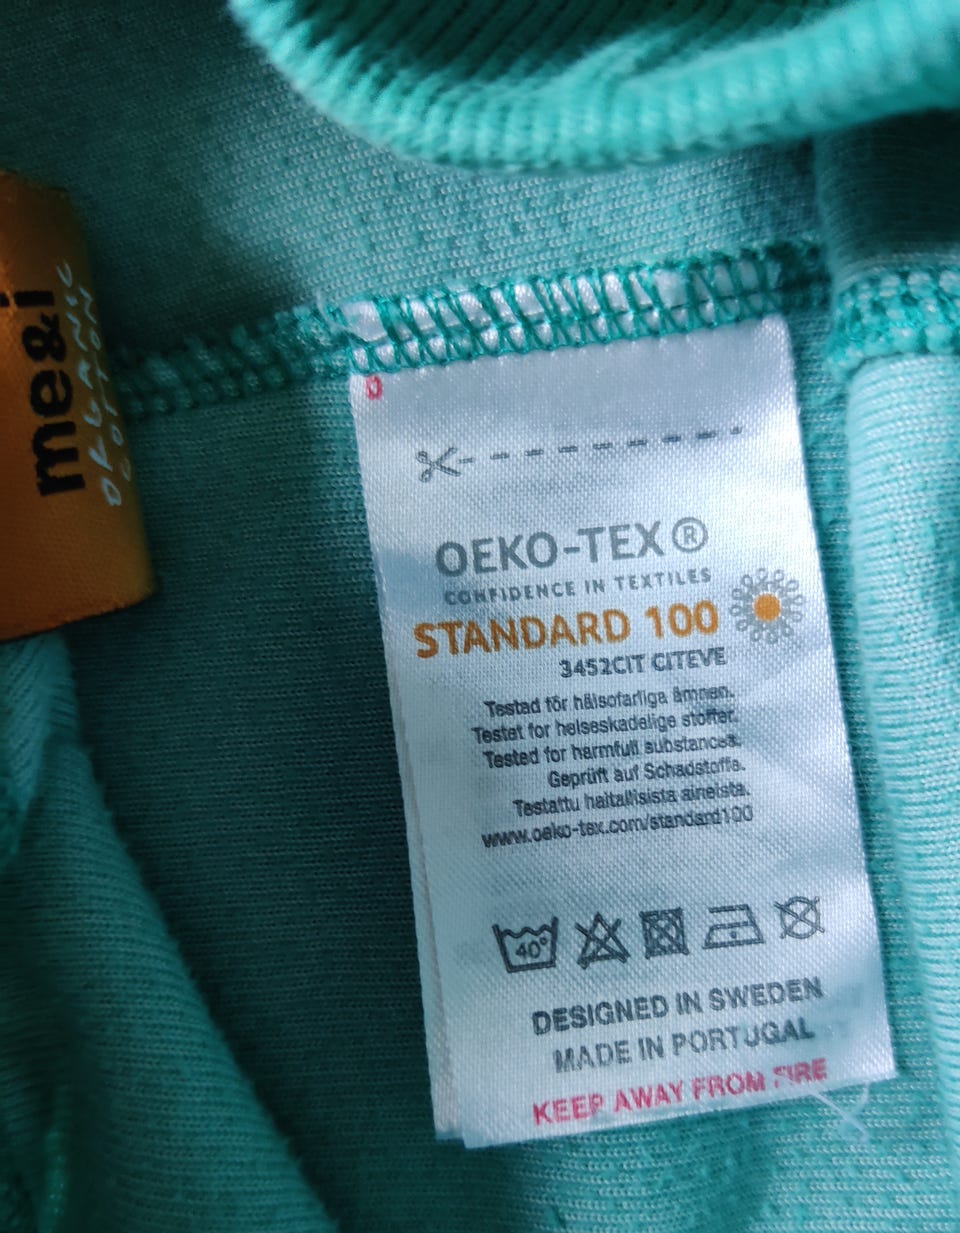 me&i
ORGANIC
COTTON
OEKO-TEX®
CONFIDENCE IN TEXTILES
STANDARD 100
3452CIT CITEVE
Testad för hälsofarliga ämnen.
Testet for helseskadelige stoffer.
Tested for harmfull substances.
Geprüft auf Schadstoffe.
Testattu haitallisista aineista.
www.oeko-tex.com/standard100
40°
DESIGNED IN SWEDEN
MADE IN PORTUGAL
KEEP AWAY FROM FIRE